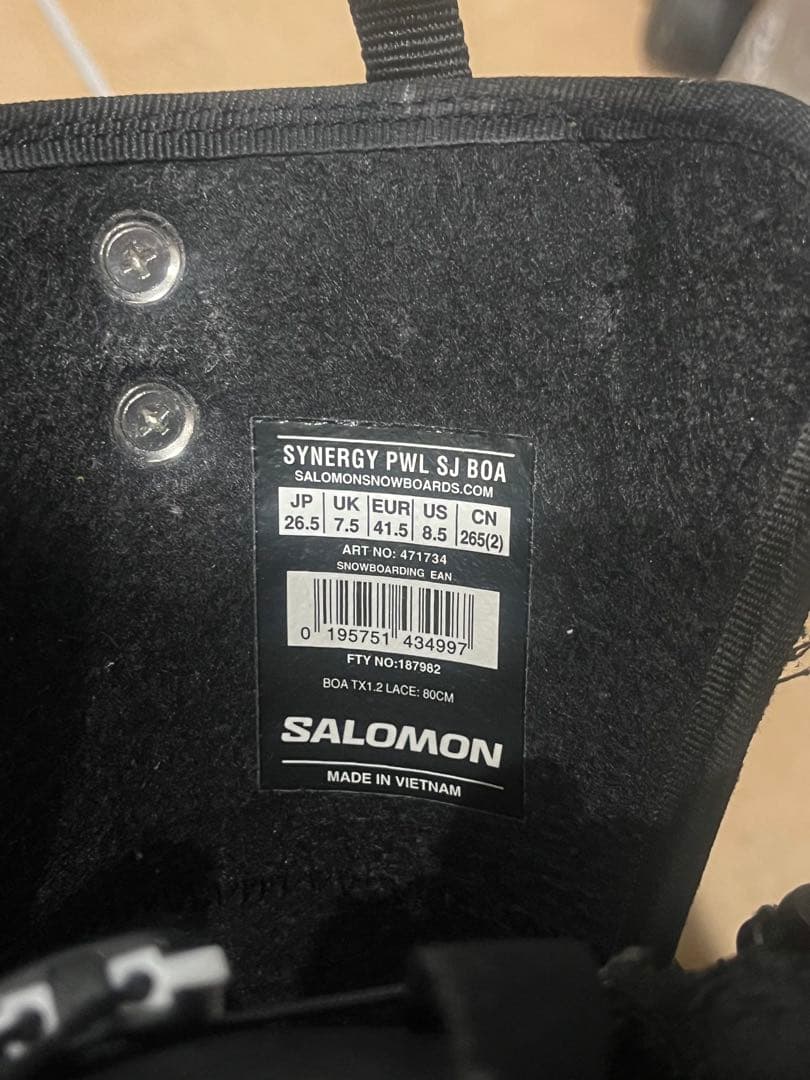 SYNERGY PWL SJ BOA
SALOMONSNOWBOARDS.COM
JP UK EUR US CN
26.5 7.5 41.5 8.5 265(2)
ART NO: 471734
SNOWBOARDING EAN
0 195751 434997
FTY NO:187982
BOA TX1.2 LACE: 80CM
SALOMON
MADE IN VIETNAM